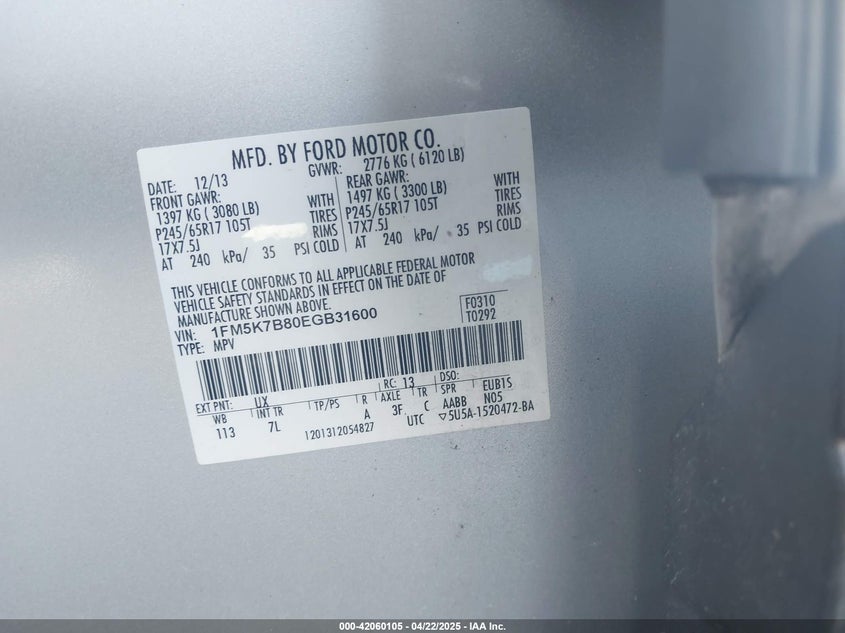 MFD. BY FORD MOTOR CO.
DATE: 12/13 GVWR: 2776 KG ( 6120 LB)
FRONT GAWR: REAR GAWR:
1397 KG ( 3080 LB) WITH 1497 KG ( 3300 LB) WITH
P245/65R17 105T TIRES P245/65R17 105T TIRES
17X7.5J RIMS 17X7.5J RIMS
AT 240 kPa/ 35 PSI COLD AT 240 kPa/ 35 PSI COLD
THIS VEHICLE CONFORMS TO ALL APPLICABLE FEDERAL MOTOR
VEHICLE SAFETY STANDARDS IN EFFECT ON THE DATE OF
MANUFACTURE SHOWN ABOVE.
VIN: 1FM5K7B80EGB31600 F0310
TYPE: MPV T0292
EXT PNT: UX RC: 13 DSO:
WB INT TR TP/PS R AXLE TR SPR EUB1S
113 7L A 3F C AABB N05
1201312054827 UTC ▽5U5A-1520472-BA
000-42060105 - 04/22/2025 - IAA Inc.